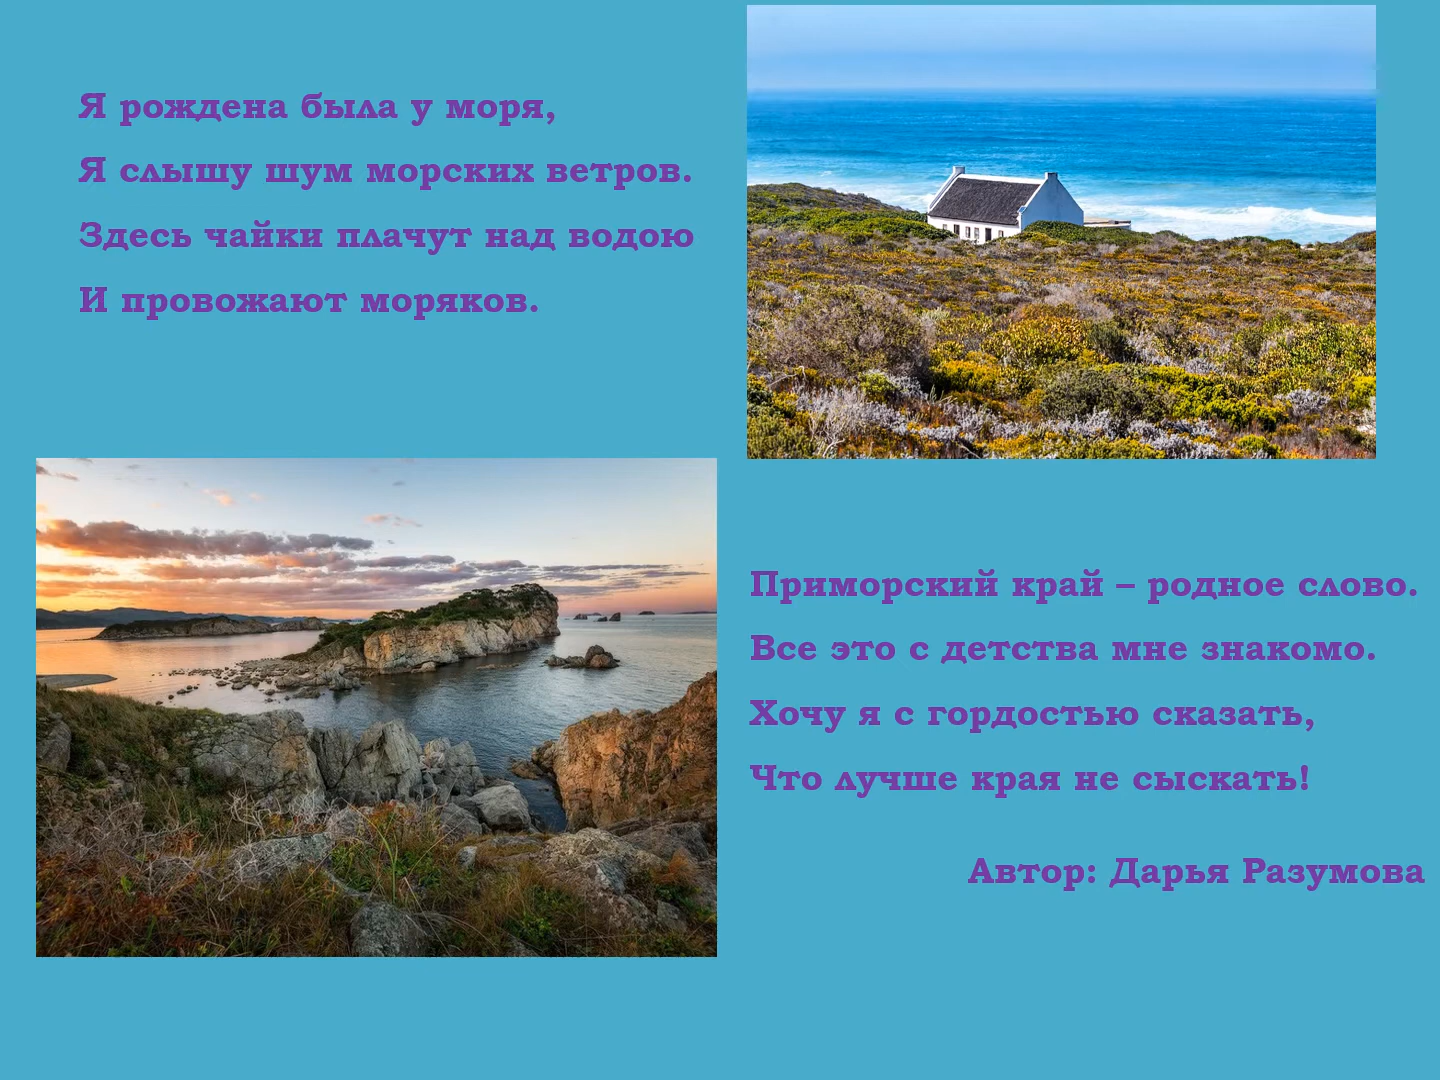 Я рождена была у моря,
Я слышу шум морских ветров.
Здесь чайки плачут над водою
И провожают моряков.
Приморский край – родное слово.
Все это с детства мне знакомо.
Хочу я с гордостью сказать,
Что лучше края не сыскать!
Автор: Дарья Разумова